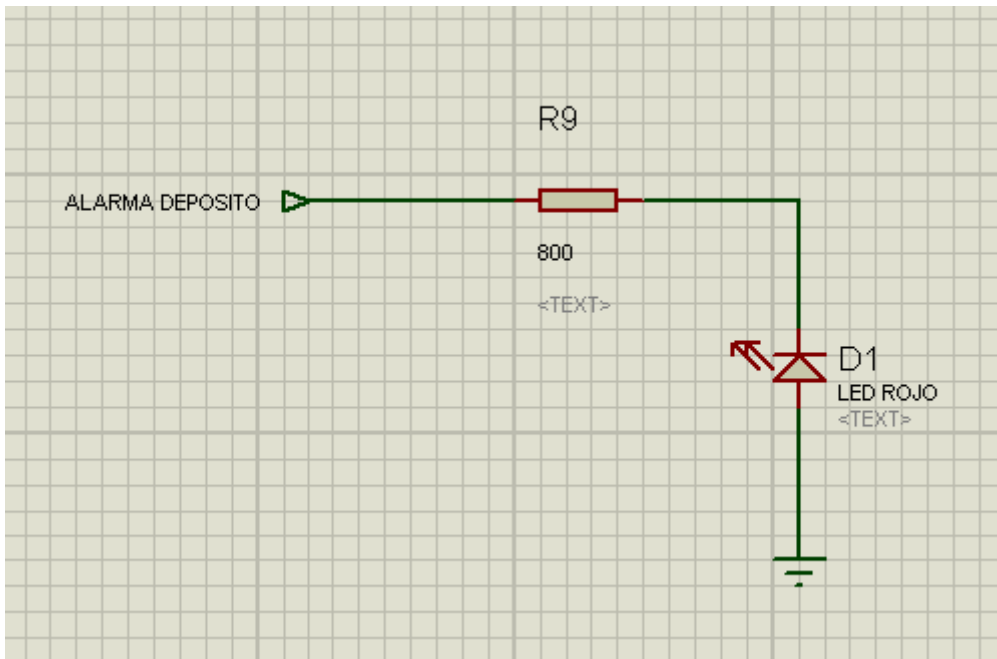 R9
ALARMA DEPOSITO
800
<TEXT>
D1
LED ROJO
<TEXT>